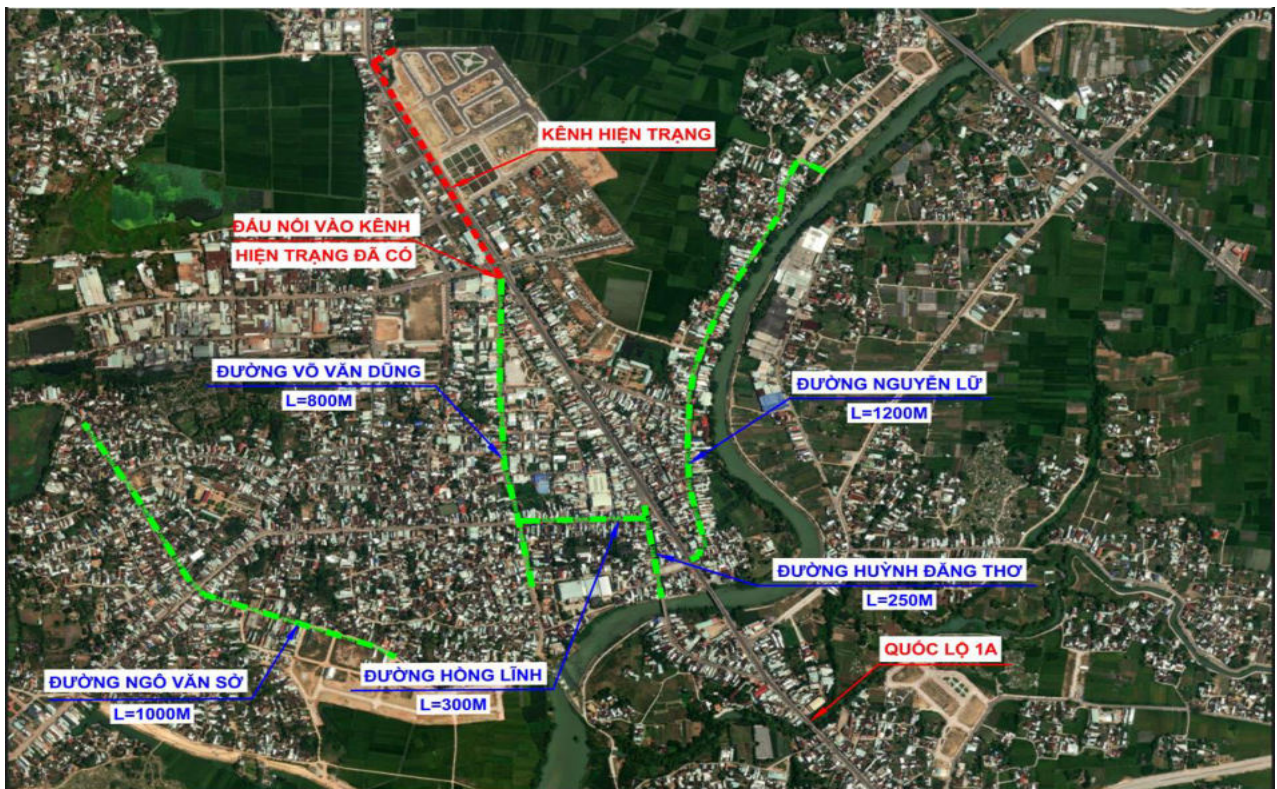 KÊNH HIỆN TRẠNG
ĐẤU NỐI VÀO KÊNH
HIỆN TRẠNG ĐÃ CÓ
ĐƯỜNG VÕ VĂN DŨNG
L=800M
ĐƯỜNG NGUYỄN LỮ
L=1200M
ĐƯỜNG HUỲNH ĐĂNG THƠ
L=250M
QUỐC LỘ 1A
ĐƯỜNG HỒNG LĨNH
L=300M
ĐƯỜNG NGÔ VĂN SỞ
L=1000M